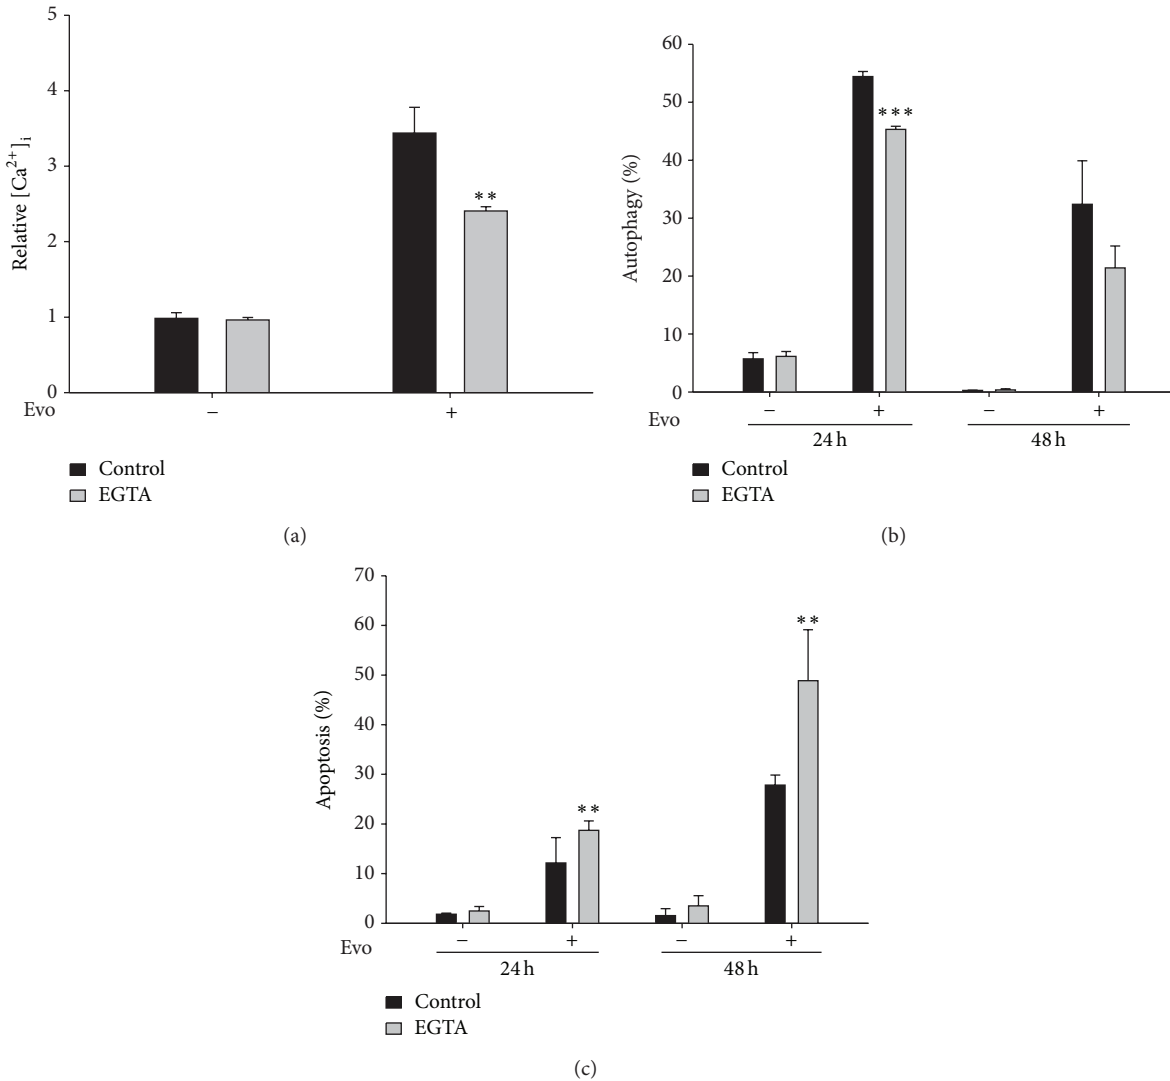 5
4
3
2
1
0
Relative [Ca²⁺]ᵢ
**
Evo − +
Control
EGTA
(a)
60
50
40
30
20
10
0
Autophagy (%)
***
Evo − + − +
24 h 48 h
Control
EGTA
(b)
70
60
50
40
30
20
10
0
Apoptosis (%)
**
**
Evo − + − +
24 h 48 h
Control
EGTA
(c)